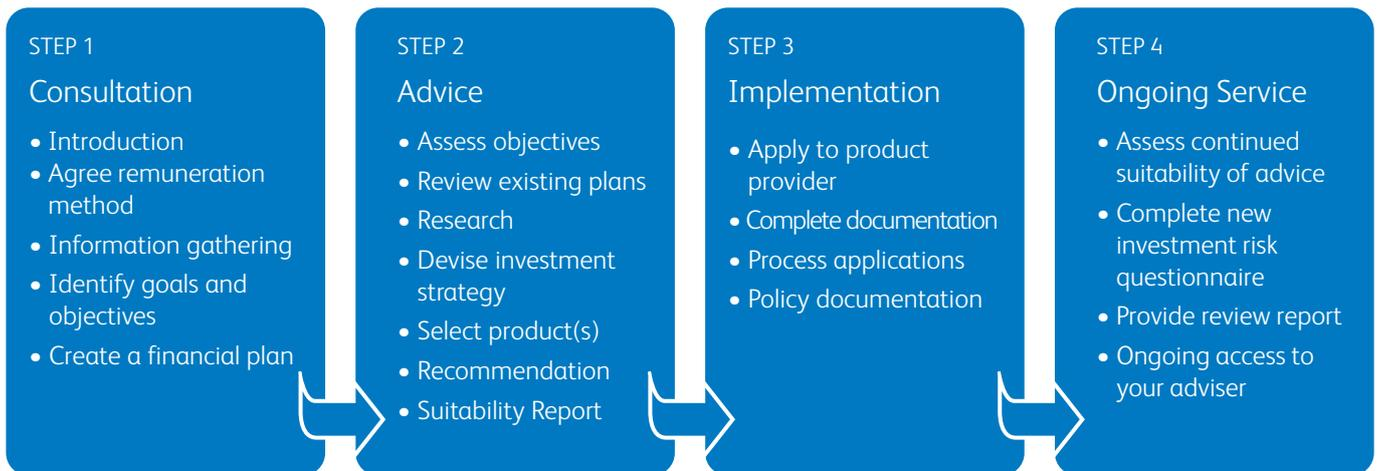 STEP 1
Consultation
• Introduction
• Agree remuneration
method
• Information gathering
• Identify goals and
objectives
• Create a financial plan
STEP 2
Advice
• Assess objectives
• Review existing plans
• Research
• Devise investment
strategy
• Select product(s)
• Recommendation
• Suitability Report
STEP 3
Implementation
• Apply to product
provider
• Complete documentation
• Process applications
• Policy documentation
STEP 4
Ongoing Service
• Assess continued
suitability of advice
• Complete new
investment risk
questionnaire
• Provide review report
• Ongoing access to
your adviser